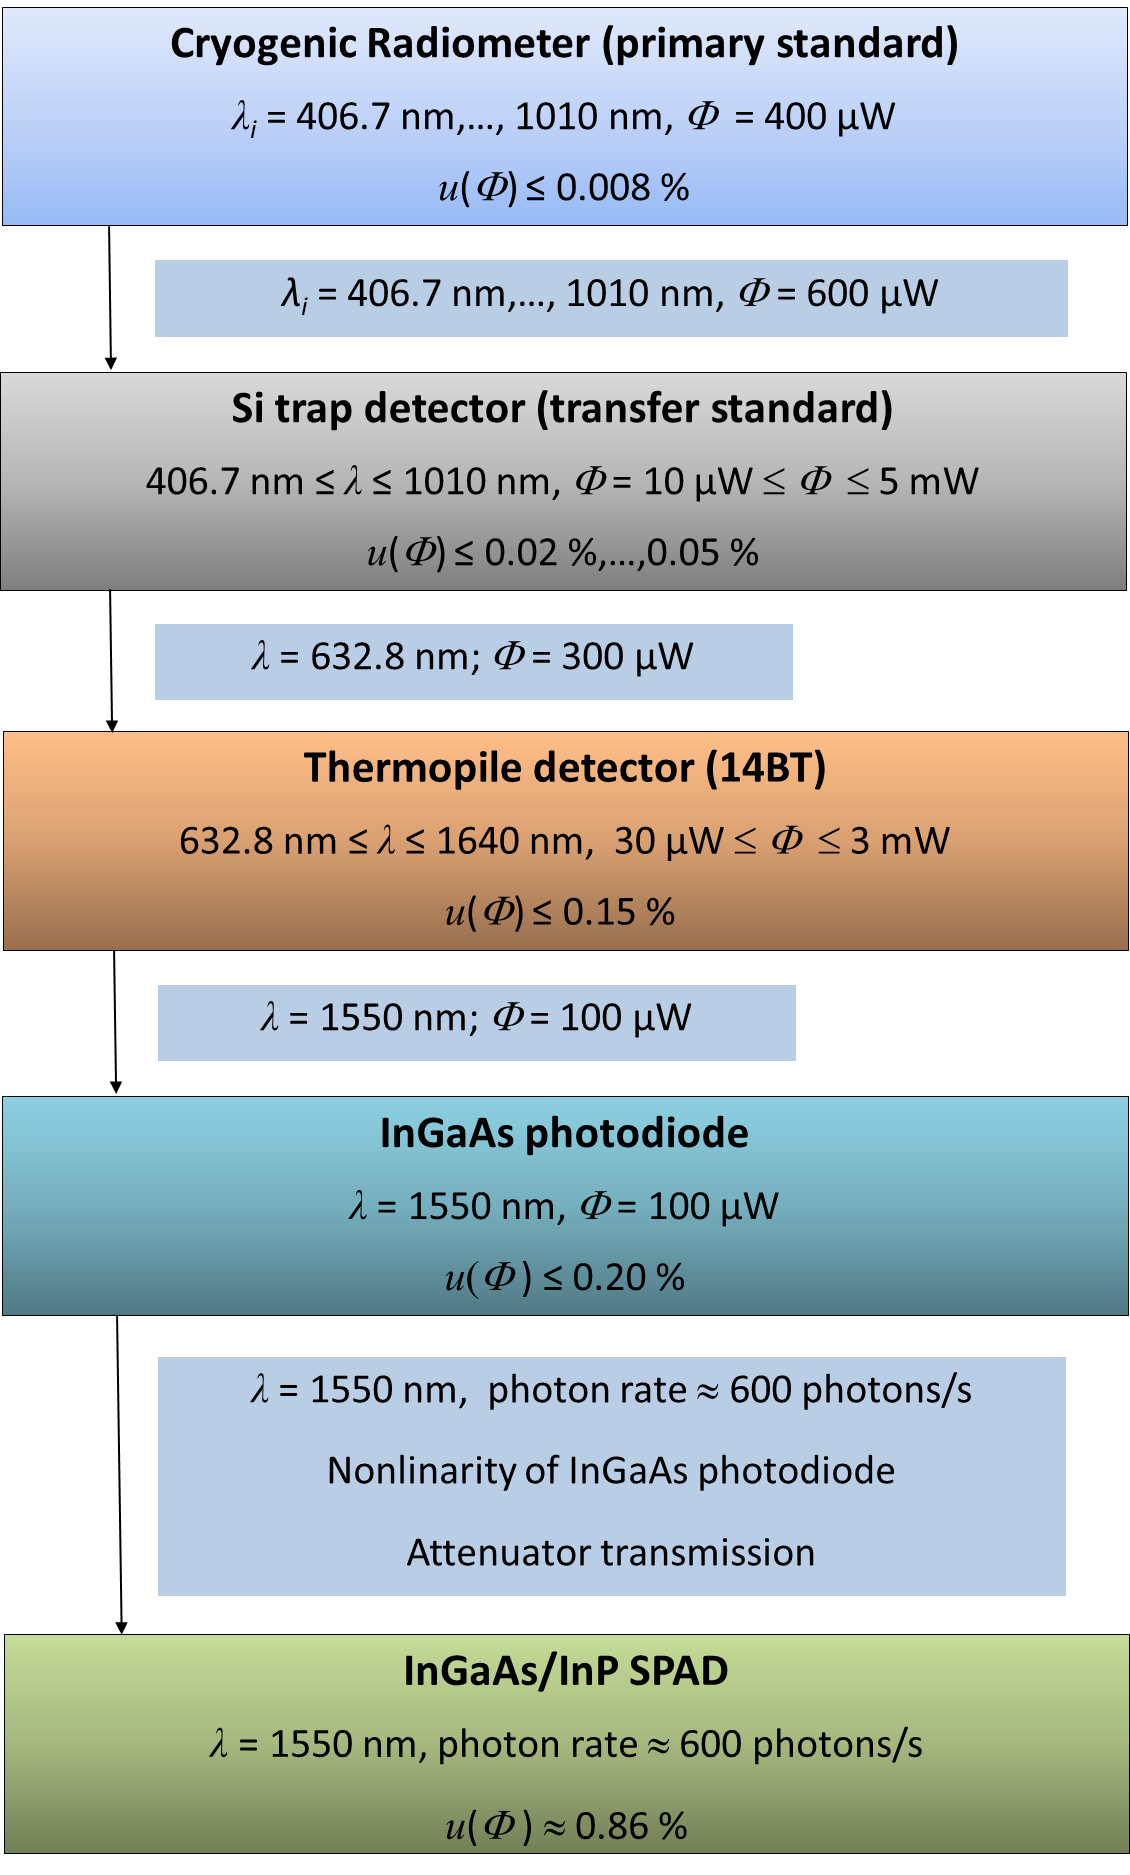 Cryogenic Radiometer (primary standard)
λi = 406.7 nm,..., 1010 nm, Φ = 400 µW
u(Φ) ≤ 0.008 %
λi = 406.7 nm,..., 1010 nm, Φ = 600 µW
Si trap detector (transfer standard)
406.7 nm ≤ λ ≤ 1010 nm, Φ = 10 µW ≤ Φ ≤ 5 mW
u(Φ) ≤ 0.02 %,...,0.05 %
λ = 632.8 nm; Φ = 300 µW
Thermopile detector (14BT)
632.8 nm ≤ λ ≤ 1640 nm, 30 µW ≤ Φ ≤ 3 mW
u(Φ) ≤ 0.15 %
λ = 1550 nm; Φ = 100 µW
InGaAs photodiode
λ = 1550 nm, Φ = 100 µW
u(Φ ) ≤ 0.20 %
λ = 1550 nm, photon rate ≈ 600 photons/s
Nonlinarity of InGaAs photodiode
Attenuator transmission
InGaAs/InP SPAD
λ = 1550 nm, photon rate ≈ 600 photons/s
u(Φ ) ≈ 0.86 %